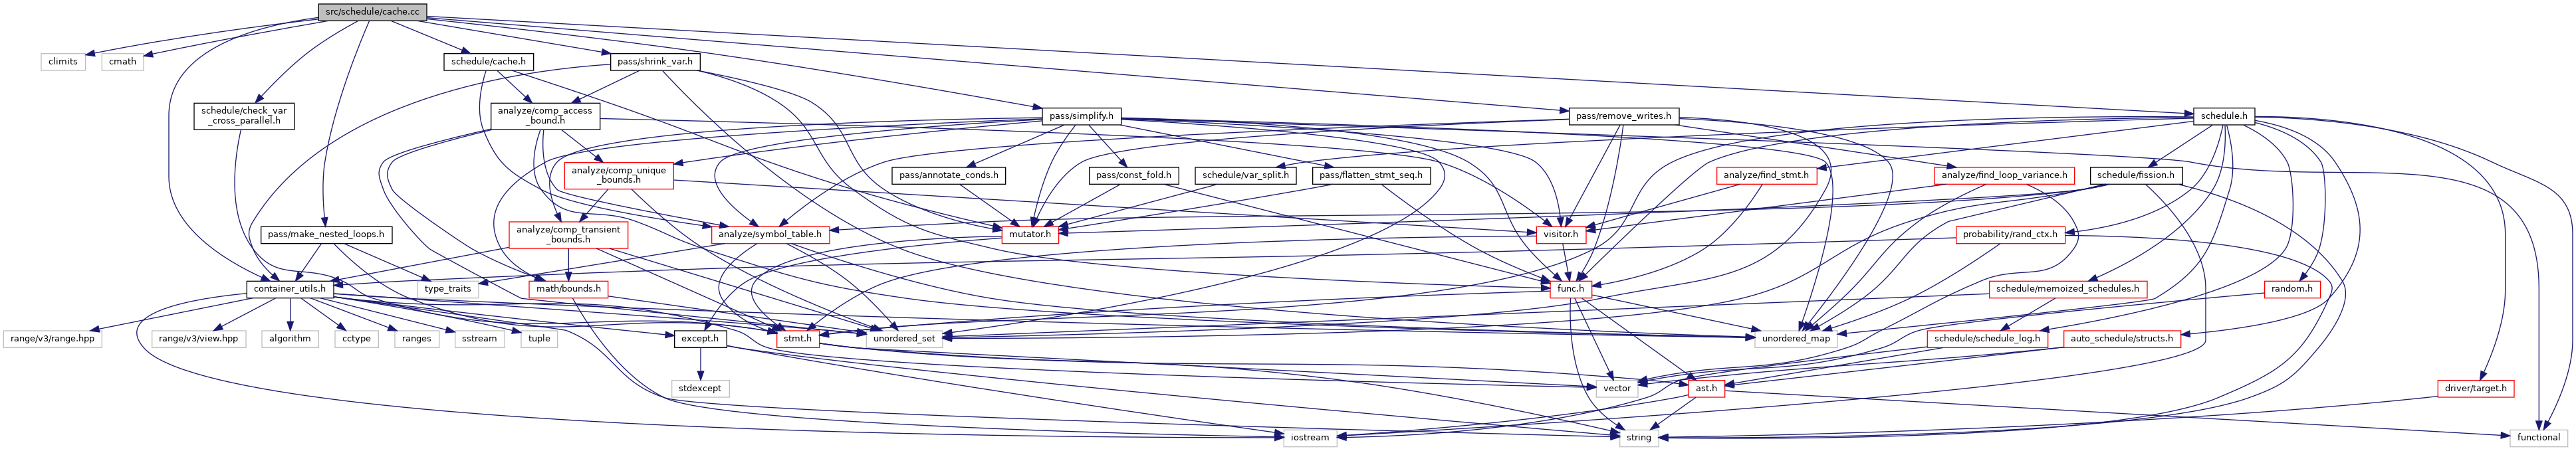 src/schedule/cache.cc
climits
cmath
schedule/cache.h
pass/shrink_var.h
schedule/check_var
_cross_parallel.h
analyze/comp_access
_bound.h
pass/simplify.h
pass/remove_writes.h
schedule.h
analyze/comp_unique
_bounds.h
pass/annotate_conds.h
pass/const_fold.h
schedule/var_split.h
pass/flatten_stmt_seq.h
analyze/find_stmt.h
analyze/find_loop_variance.h
schedule/fission.h
pass/make_nested_loops.h
analyze/comp_transient
_bounds.h
analyze/symbol_table.h
mutator.h
visitor.h
probability/rand_ctx.h
container_utils.h
type_traits
math/bounds.h
func.h
schedule/memoized_schedules.h
random.h
range/v3/range.hpp
range/v3/view.hpp
algorithm
cctype
ranges
sstream
tuple
except.h
stmt.h
unordered_set
unordered_map
schedule/schedule_log.h
auto_schedule/structs.h
stdexcept
vector
ast.h
driver/target.h
iostream
string
functional